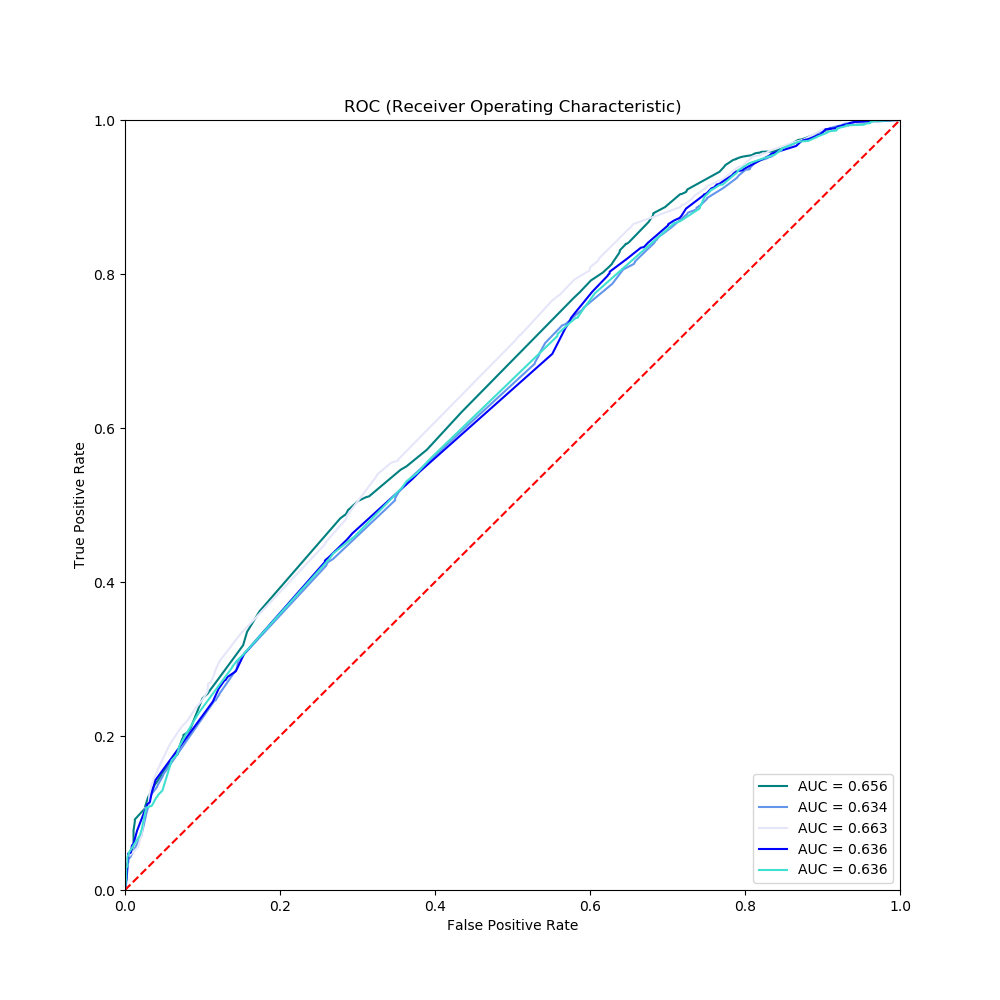 ROC (Receiver Operating Characteristic)
1.0
0.8
0.6
0.4
0.2
0.0
True Positive Rate
AUC = 0.656
AUC = 0.634
AUC = 0.663
AUC = 0.636
AUC = 0.636
0.0 0.2 0.4 0.6 0.8 1.0
False Positive Rate